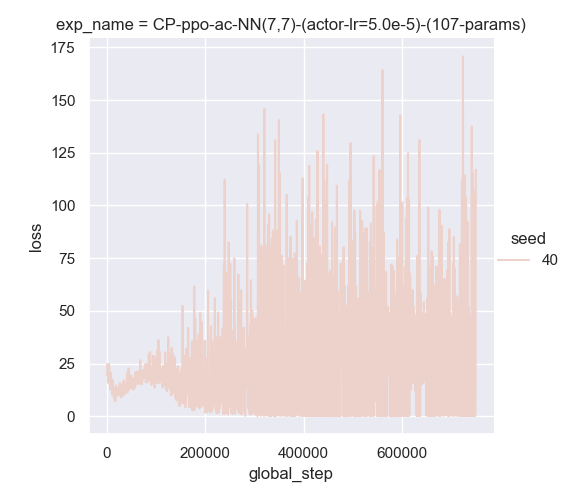 exp_name = CP-ppo-ac-NN(7,7)-(actor-lr=5.0e-5)-(107-params)
175
150
125
100
75
50
25
0
loss
0 200000 400000 600000
global_step
seed
40